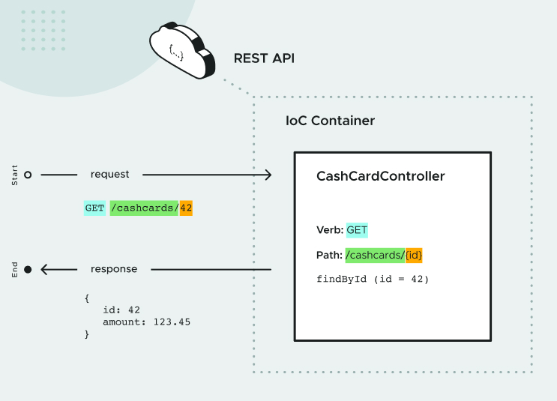 {...}
REST API
IoC Container
Start
request
GET /cashcards/42
CashCardController
Verb: GET
Path: /cashcards/{id}
findById (id = 42)
End
response
{
id: 42
amount: 123.45
}